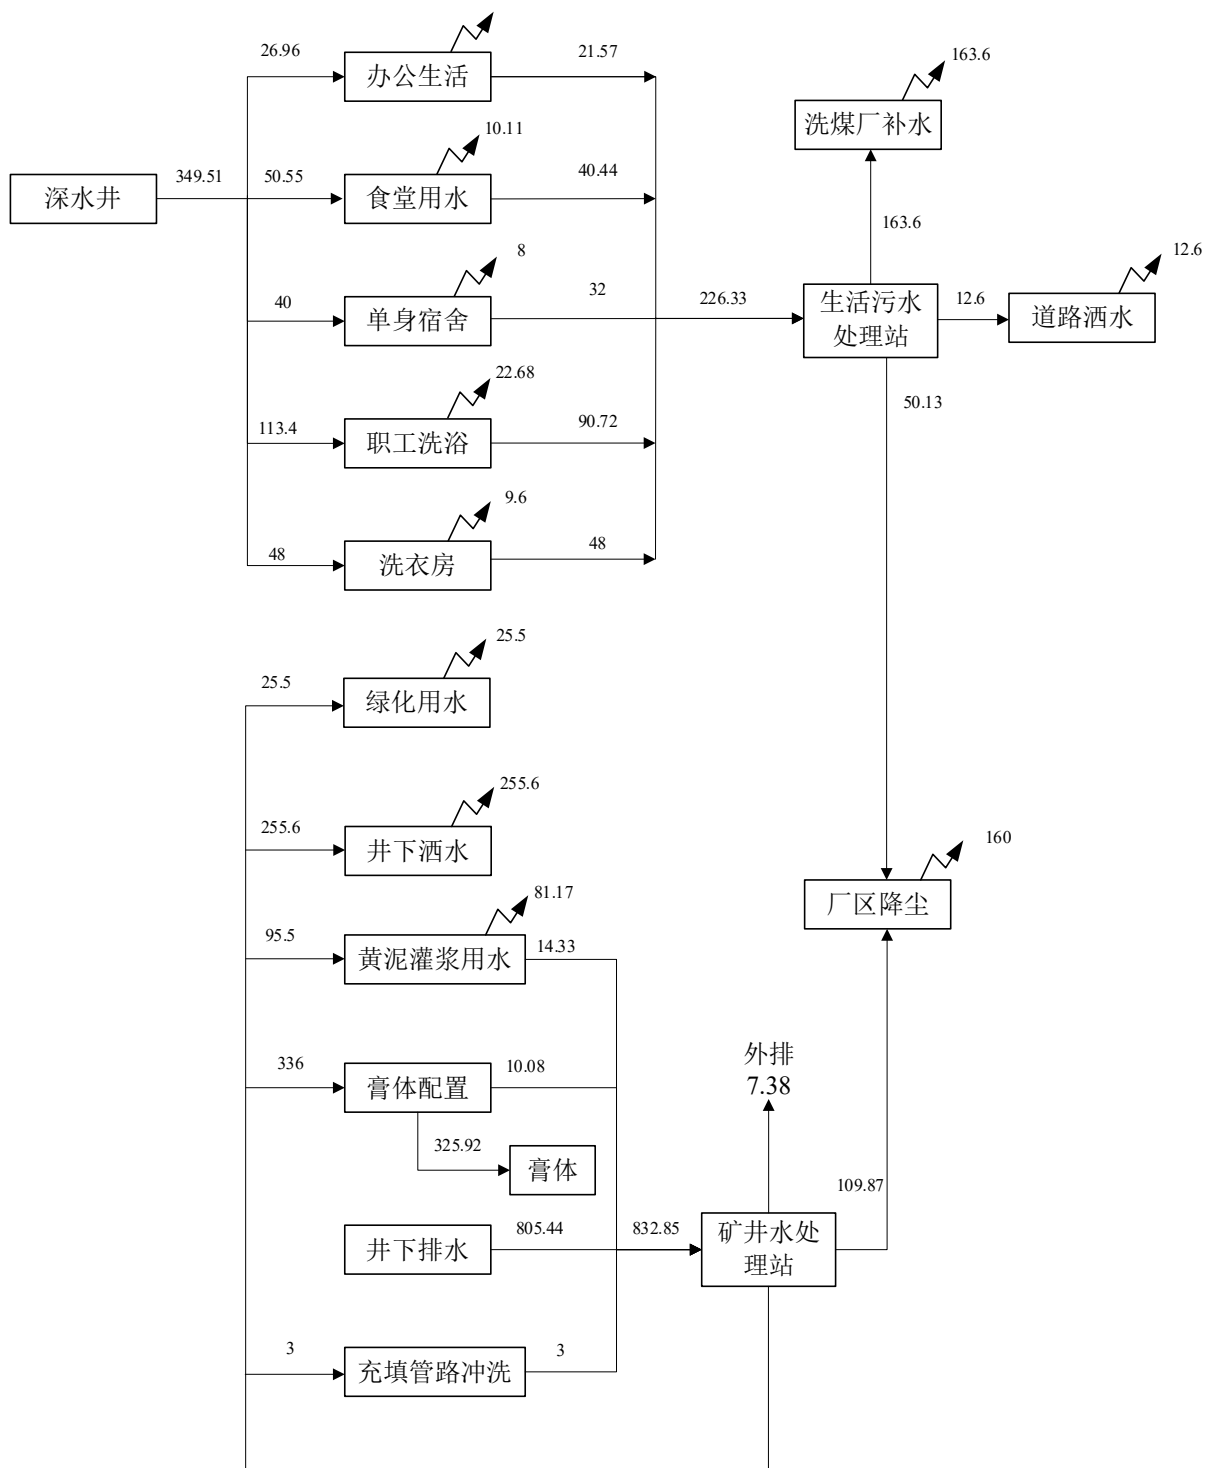 26.96
办公生活
21.57
163.6
洗煤厂补水
10.11
深水井
349.51
50.55
食堂用水
40.44
163.6
8
40
单身宿舍
32
226.33
生活污水
处理站
12.6
12.6
道路洒水
22.68
113.4
职工洗浴
90.72
50.13
9.6
48
洗衣房
48
25.5
25.5
绿化用水
255.6
255.6
井下洒水
160
厂区降尘
81.17
95.5
黄泥灌浆用水
14.33
336
膏体配置
10.08
外排
7.38
325.92
膏体
109.87
井下排水
805.44
832.85
矿井水处
理站
3
充填管路冲洗
3